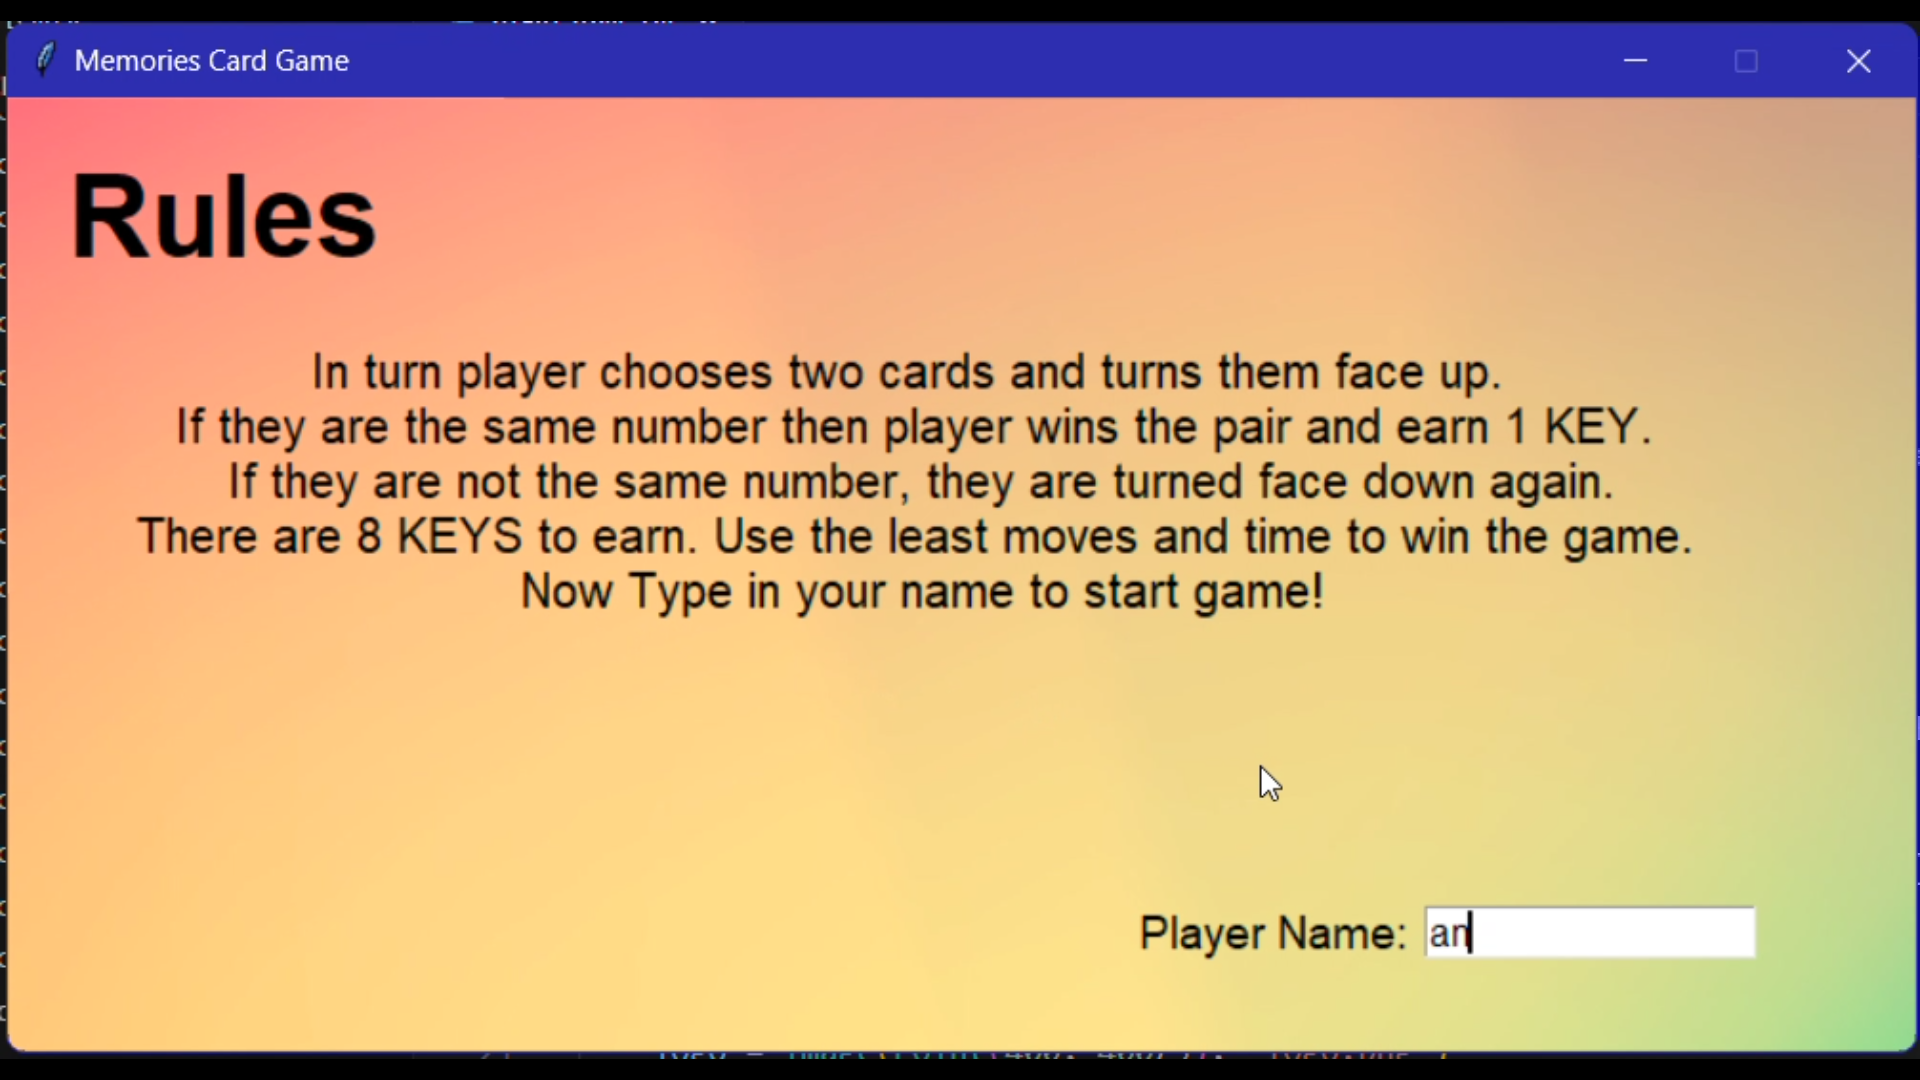 Memories Card Game
Rules
In turn player chooses two cards and turns them face up.
If they are the same number then player wins the pair and earn 1 KEY.
If they are not the same number, they are turned face down again.
There are 8 KEYS to earn. Use the least moves and time to win the game.
Now Type in your name to start game!
Player Name: an